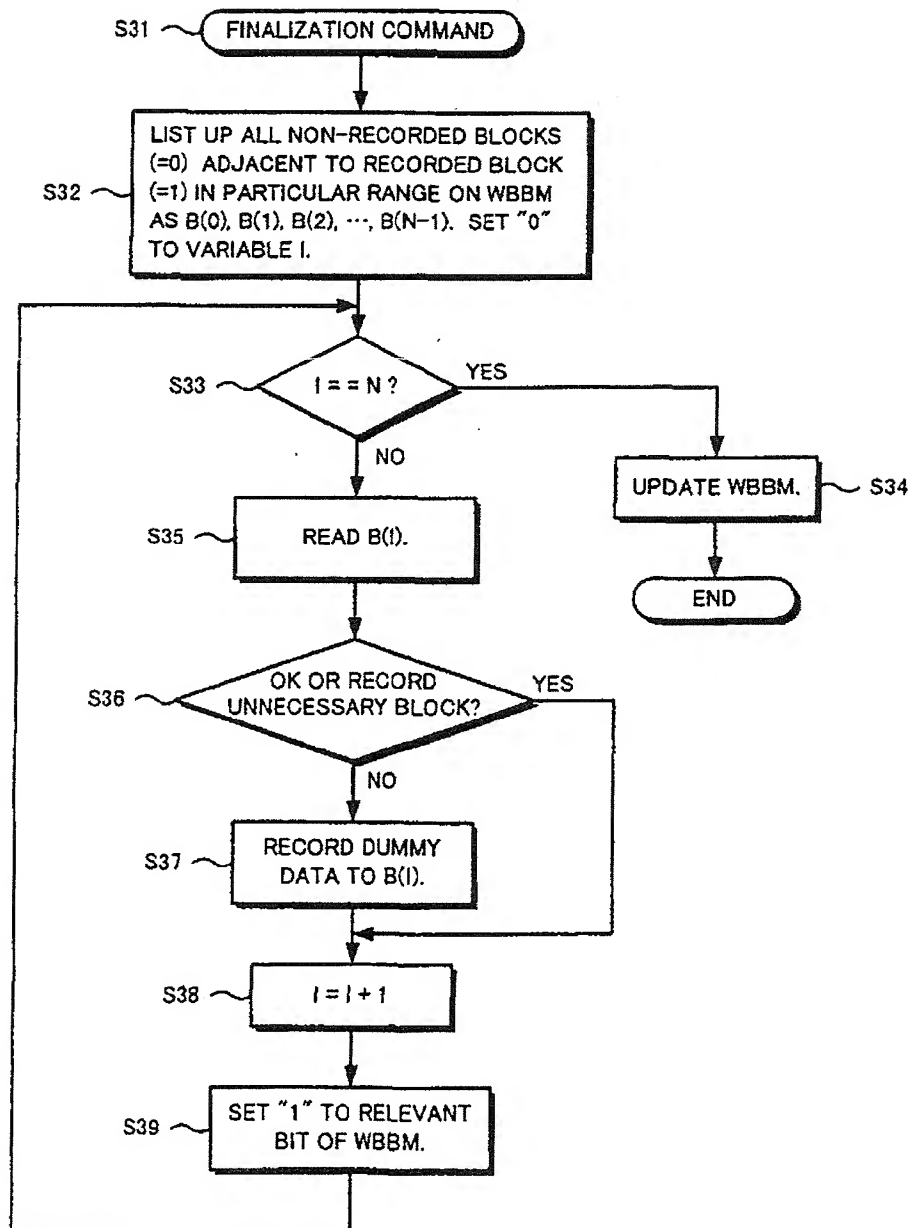 S31 FINALIZATION COMMAND
LIST UP ALL NON-RECORDED BLOCKS
(=0) ADJACENT TO RECORDED BLOCK
S32 (=1) IN PARTICULAR RANGE ON WBBM
AS B(0), B(1), B(2), ···, B(N-1). SET "0"
TO VARIABLE I.
S33 I = = N ? YES
NO
UPDATE WBBM. S34
S35 READ B(I).
END
S36 OK OR RECORD
UNNECESSARY BLOCK? YES
NO
S37 RECORD DUMMY
DATA TO B(I).
S38 I = I + 1
S39 SET "1" TO RELEVANT
BIT OF WBBM.